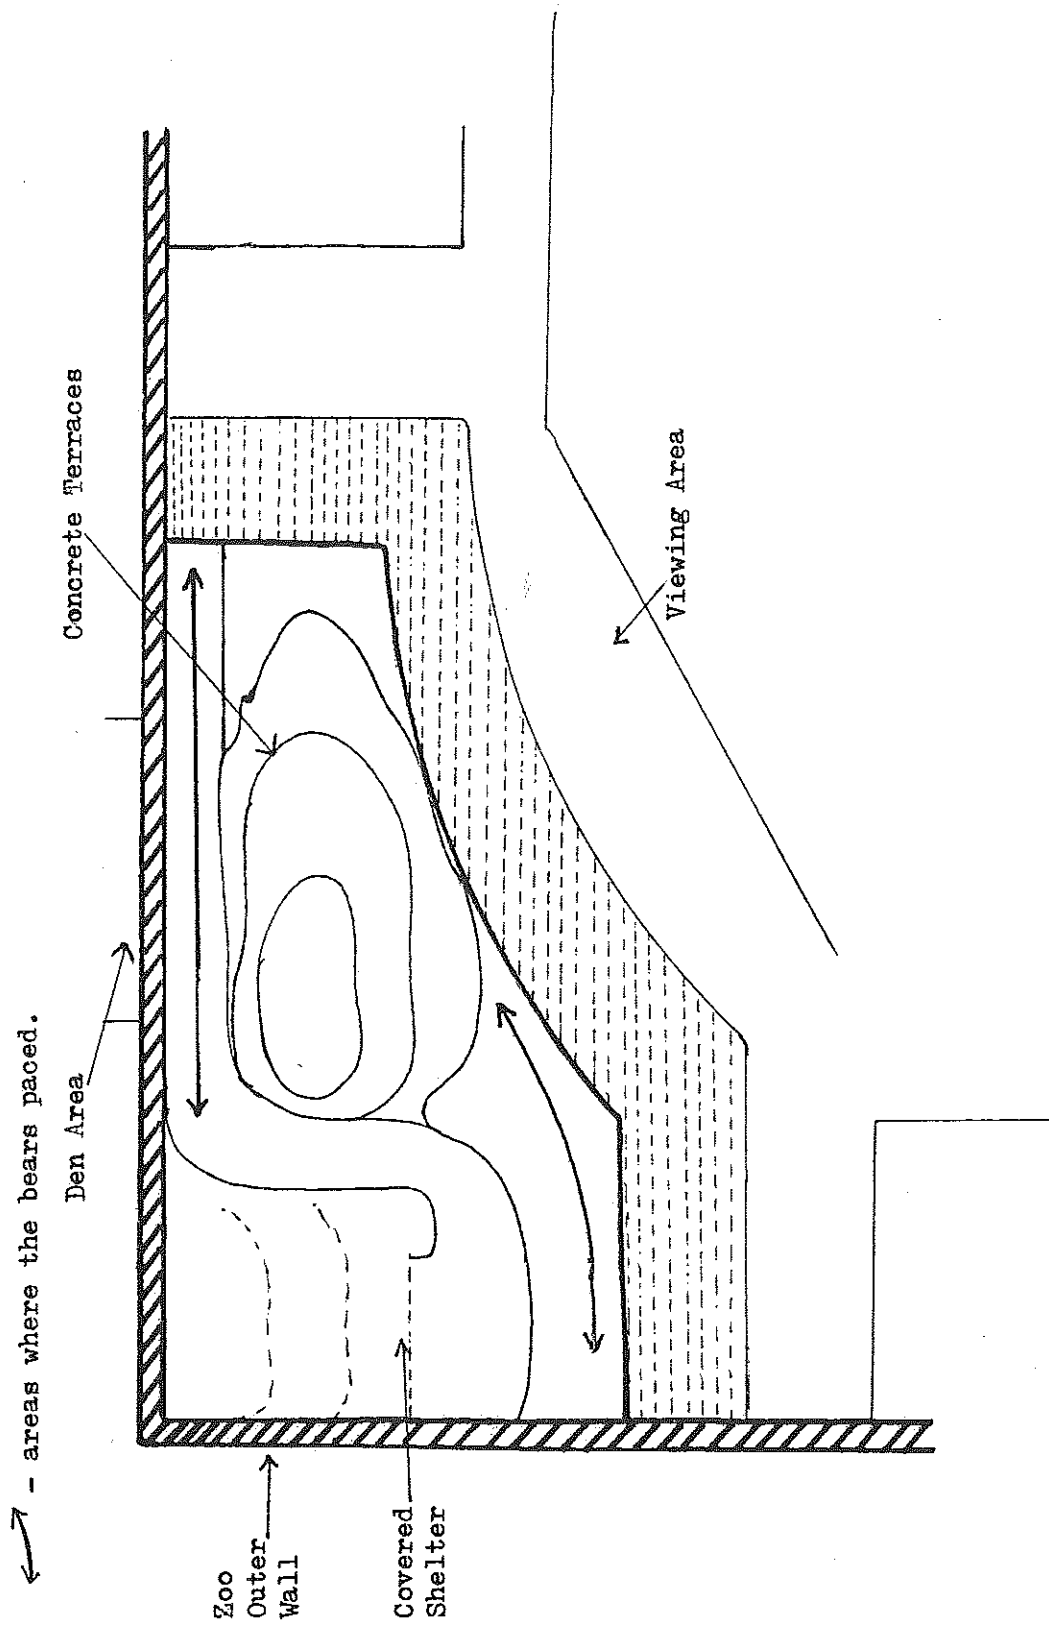 - areas where the bears paced.
Den Area
Concrete Terraces
Zoo
Outer
Wall
Covered
Shelter
Viewing Area